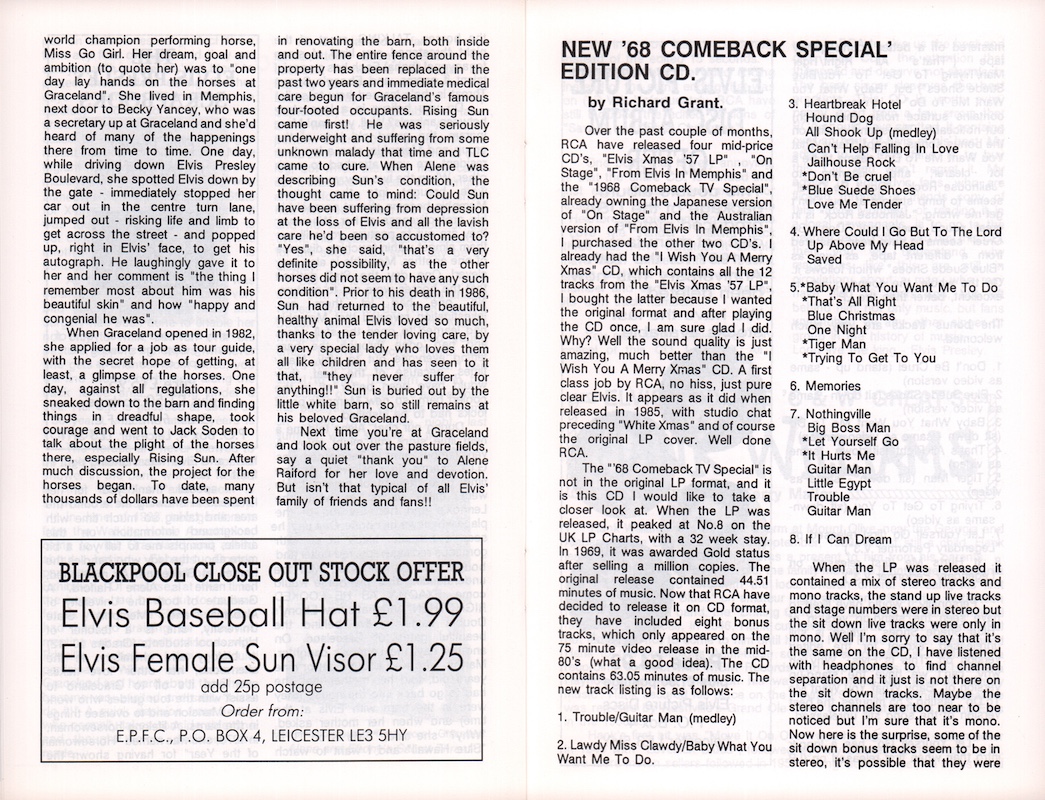 world champion performing horse,
Miss Go Girl. Her dream, goal and
ambition (to quote her) was to "one
day lay hands on the horses at
Graceland". She lived in Memphis,
next door to Becky Yancey, who was
a secretary up at Graceland and she'd
heard of many of the happenings
there from time to time. One day,
while driving down Elvis Presley
Boulevard, she spotted Elvis down by
the gate - immediately stopped her
car out in the centre turn lane,
jumped out - risking life and limb to
get across the street - and popped
up, right in Elvis' face, to get his
autograph. He laughingly gave it to
her and her comment is "the thing I
remember most about him was his
beautiful skin" and how "happy and
congenial he was".
When Graceland opened in 1982,
she applied for a job as tour guide,
with the secret hope of getting, at
least, a glimpse of the horses. One
day, against all regulations, she
sneaked down to the barn and finding
things in dreadful shape, took
courage and went to Jack Soden to
talk about the plight of the horses
there, especially Rising Sun. After
much discussion, the project for the
horses began. To date, many
thousands of dollars have been spent
in renovating the barn, both inside
and out. The entire fence around the
property has been replaced in the
past two years and immediate medical
care begun for Graceland's famous
four-footed occupants. Rising Sun
came first! He was seriously
underweight and suffering from some
unknown malady that time and TLC
came to cure. When Alene was
describing Sun's condition, the
thought came to mind: Could Sun
have been suffering from depression
at the loss of Elvis and all the lavish
care he'd been so accustomed to?
"Yes", she said, "that's a very
definite possibility, as the other
horses did not seem to have any such
condition". Prior to his death in 1986,
Sun had returned to the beautiful,
healthy animal Elvis loved so much,
thanks to the tender loving care, by
a very special lady who loves them
all like children and has seen to it
that, "they never suffer for
anything!!" Sun is buried out by the
little white barn, so still remains at
his beloved Graceland.
Next time you're at Graceland
and look out over the pasture fields,
say a quiet "thank you" to Alene
Raiford for her love and devotion.
But isn't that typical of all Elvis'
family of friends and fans!!
BLACKPOOL CLOSE OUT STOCK OFFER
Elvis Baseball Hat £1.99
Elvis Female Sun Visor £1.25
add 25p postage
Order from:
E.P.F.C., P.O. BOX 4, LEICESTER LE3 5HY
NEW '68 COMEBACK SPECIAL'
EDITION CD.
by Richard Grant.
Over the past couple of months,
RCA have released four mid-price
CD's, "Elvis Xmas '57 LP" , "On
Stage", "From Elvis In Memphis" and
the "1968 Comeback TV Special",
already owning the Japanese version
of "On Stage" and the Australian
version of "From Elvis In Memphis",
I purchased the other two CD's. I
already had the "I Wish You A Merry
Xmas" CD, which contains all the 12
tracks from the "Elvis Xmas '57 LP",
I bought the latter because I wanted
the original format and after playing
the CD once, I am sure glad I did.
Why? Well the sound quality is just
amazing, much better than the "I
Wish You A Merry Xmas" CD. A first
class job by RCA, no hiss, just pure
clear Elvis. It appears as it did when
released in 1985, with studio chat
preceding "White Xmas" and of course
the original LP cover. Well done
RCA.
The "'68 Comeback TV Special" is
not in the original LP format, and it
is this CD I would like to take a
closer look at. When the LP was
released, it peaked at No.8 on the
UK LP Charts, with a 32 week stay.
In 1969, it was awarded Gold status
after selling a million copies. The
original release contained 44.51
minutes of music. Now that RCA have
decided to release it on CD format,
they have included eight bonus
tracks, which only appeared on the
75 minute video release in the mid-
80's (what a good idea). The CD
contains 63.05 minutes of music. The
new track listing is as follows:
1. Trouble/Guitar Man (medley)
2. Lawdy Miss Clawdy/Baby What You
Want Me To Do.
3. Heartbreak Hotel
Hound Dog
All Shook Up (medley)
Can't Help Falling In Love
Jailhouse Rock
*Don't Be cruel
*Blue Suede Shoes
Love Me Tender
4. Where Could I Go But To The Lord
Up Above My Head
Saved
5.*Baby What You Want Me To Do
*That's All Right
Blue Christmas
One Night
*Tiger Man
*Trying To Get To You
6. Memories
7. Nothingville
Big Boss Man
*Let Yourself Go
*It Hurts Me
Guitar Man
Little Egypt
Trouble
Guitar Man
8. If I Can Dream
When the LP was released it
contained a mix of stereo tracks and
mono tracks, the stand up live tracks
and stage numbers were in stereo but
the sit down live tracks were only in
mono. Well I'm sorry to say that it's
the same on the CD, I have listened
with headphones to find channel
separation and it just is not there on
the sit down tracks. Maybe the
stereo channels are too near to be
noticed but I'm sure that it's mono.
Now here is the surprise, some of the
sit down bonus tracks seem to be in
stereo, it's possible that they were